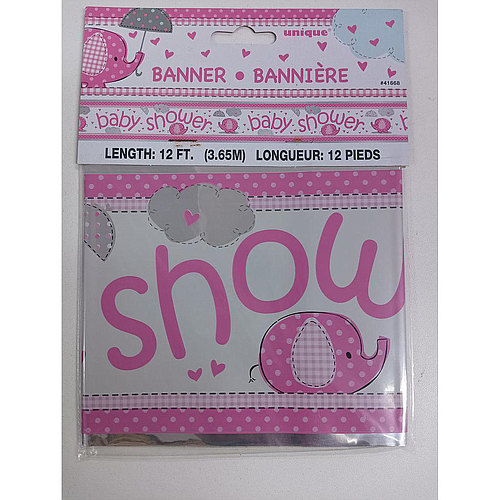 unique®
BANNER • BANNIÈRE
#41668
baby shower baby shower
LENGTH: 12 FT. (3.65M) LONGUEUR: 12 PIEDS
show